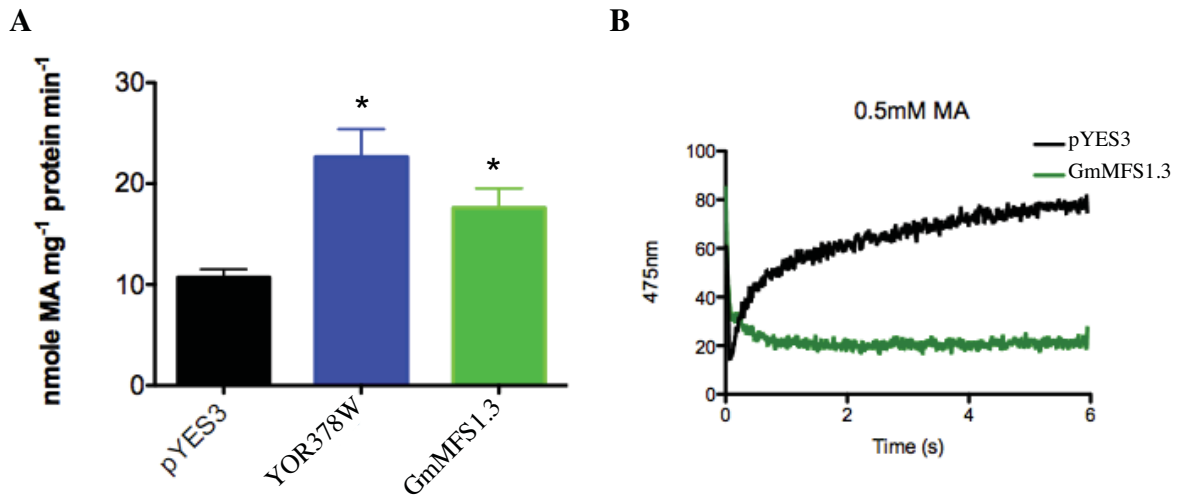 A
nmole MA mg-1 protein min-1
30
20
10
0
*
*
pYES3
YOR378W
GmMFS1.3
B
0.5mM MA
pYES3
GmMFS1.3
475nm
100
80
60
40
20
0
0
2
4
6
Time (s)